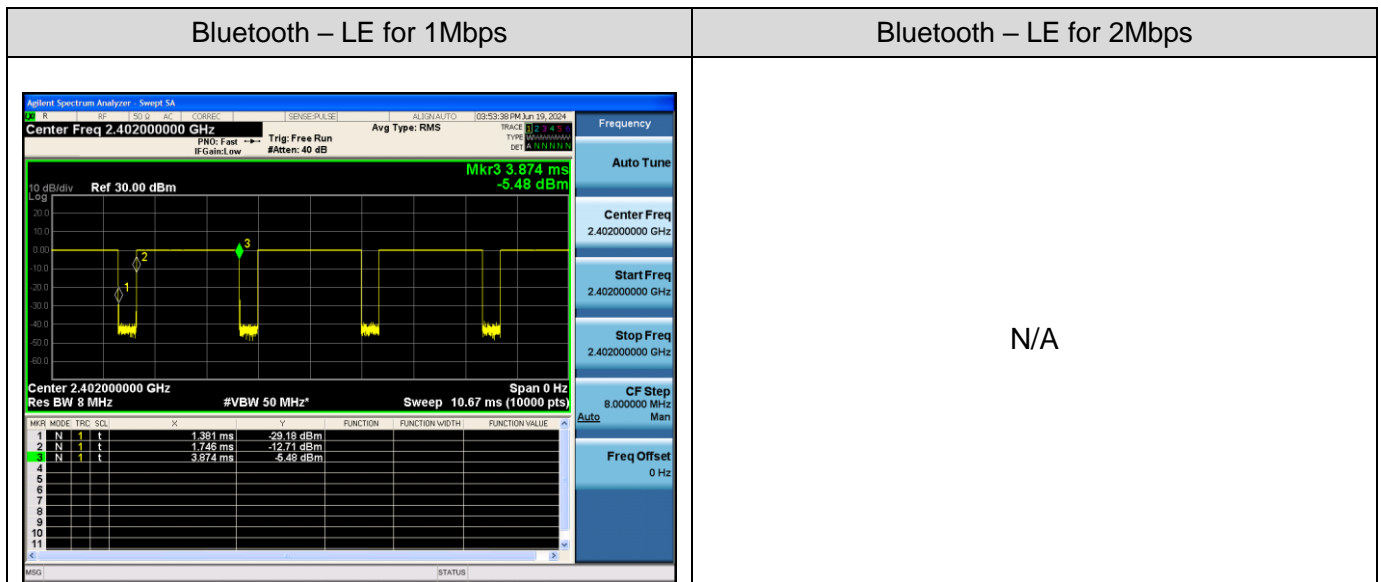 Bluetooth – LE for 1Mbps
Bluetooth – LE for 2Mbps
Agilent Spectrum Analyzer - Swept SA
R RF 50 Ω AC CORREC SENSE:PULSE ALIGNAUTO 03:53:38 PM Jun 19, 2024
Center Freq 2.402000000 GHz
PNO: Fast
IFGain:Low
Trig: Free Run
#Atten: 40 dB
Avg Type: RMS
TRACE 1 2 3 4 5 6
TYPE
DET A N N N N N
Mkr3 3.874 ms
-5.48 dBm
10 dB/div Ref 30.00 dBm
Log
20.0
10.0
0.00
-10.0
-20.0
-30.0
-40.0
-50.0
-60.0
1
2
3
Center 2.402000000 GHz Span 0 Hz
Res BW 8 MHz #VBW 50 MHz* Sweep 10.67 ms (10000 pts)
MKR MODE TRC SCL X Y FUNCTION FUNCTION WIDTH FUNCTION VALUE
1 N 1 t 1.381 ms -29.18 dBm
2 N 1 t 1.746 ms -12.71 dBm
3 N 1 t 3.874 ms -5.48 dBm
4
5
6
7
8
9
10
11
MSG STATUS
Frequency
Auto Tune
Center Freq
2.402000000 GHz
Start Freq
2.402000000 GHz
Stop Freq
2.402000000 GHz
CF Step
8.000000 MHz
Auto Man
Freq Offset
0 Hz
N/A